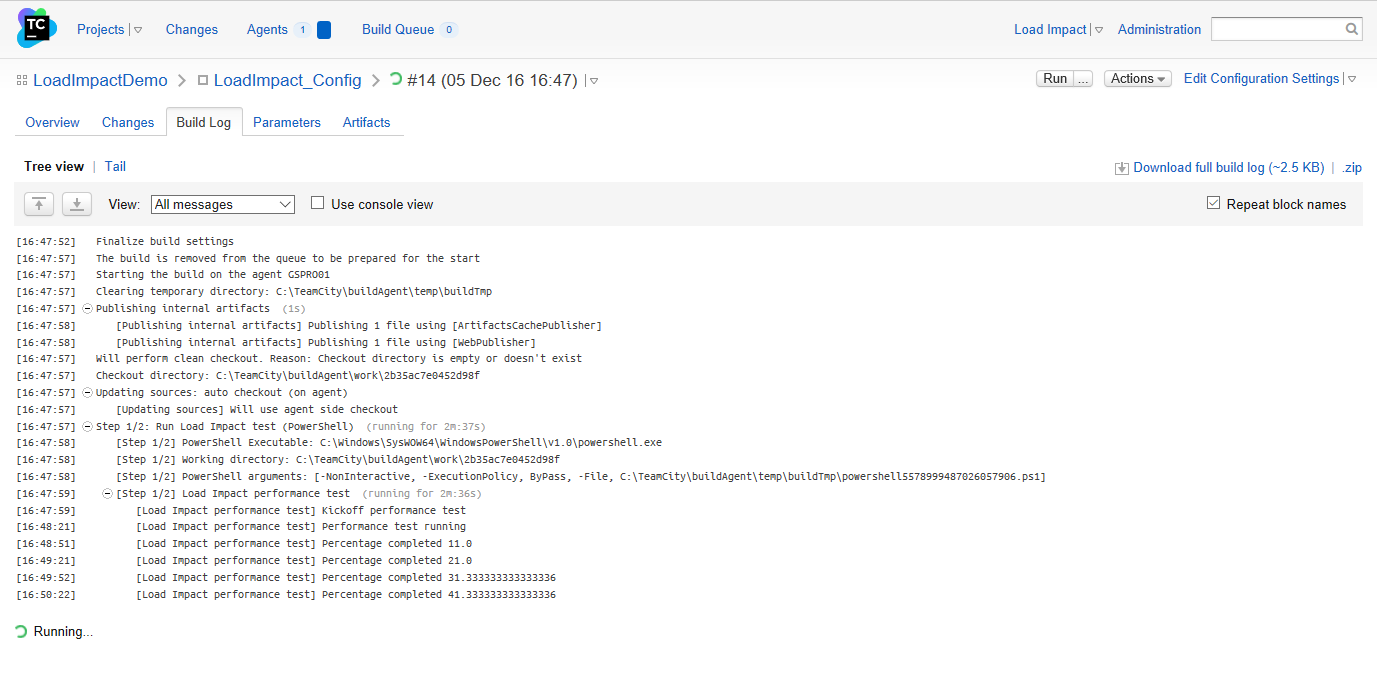 TC Projects Changes Agents 1 Build Queue 0 Load Impact Administration
LoadImpactDemo LoadImpact_Config #14 (05 Dec 16 16:47) Run ... Actions Edit Configuration Settings
Overview Changes Build Log Parameters Artifacts
Tree view | Tail Download full build log (~2.5 KB) | .zip
View: All messages Use console view Repeat block names
[16:47:52] Finalize build settings
[16:47:57] The build is removed from the queue to be prepared for the start
[16:47:57] Starting the build on the agent GSPRO01
[16:47:57] Clearing temporary directory: C:\TeamCity\buildAgent\temp\buildTmp
[16:47:57] Publishing internal artifacts (1s)
[16:47:58] [Publishing internal artifacts] Publishing 1 file using [ArtifactsCachePublisher]
[16:47:58] [Publishing internal artifacts] Publishing 1 file using [WebPublisher]
[16:47:57] Will perform clean checkout. Reason: Checkout directory is empty or doesn't exist
[16:47:57] Checkout directory: C:\TeamCity\buildAgent\work\2b35ac7e0452d98f
[16:47:57] Updating sources: auto checkout (on agent)
[16:47:57] [Updating sources] Will use agent side checkout
[16:47:57] Step 1/2: Run Load Impact test (PowerShell) (running for 2m:37s)
[16:47:58] [Step 1/2] PowerShell Executable: C:\Windows\SysWOW64\WindowsPowerShell\v1.0\powershell.exe
[16:47:58] [Step 1/2] Working directory: C:\TeamCity\buildAgent\work\2b35ac7e0452d98f
[16:47:58] [Step 1/2] PowerShell arguments: [-NonInteractive, -ExecutionPolicy, ByPass, -File, C:\TeamCity\buildAgent\temp\buildTmp\powershell5578999487026057906.ps1]
[16:47:59] [Step 1/2] Load Impact performance test (running for 2m:36s)
[16:47:59] [Load Impact performance test] Kickoff performance test
[16:48:21] [Load Impact performance test] Performance test running
[16:48:51] [Load Impact performance test] Percentage completed 11.0
[16:49:21] [Load Impact performance test] Percentage completed 21.0
[16:49:52] [Load Impact performance test] Percentage completed 31.333333333333336
[16:50:22] [Load Impact performance test] Percentage completed 41.333333333333336
Running...